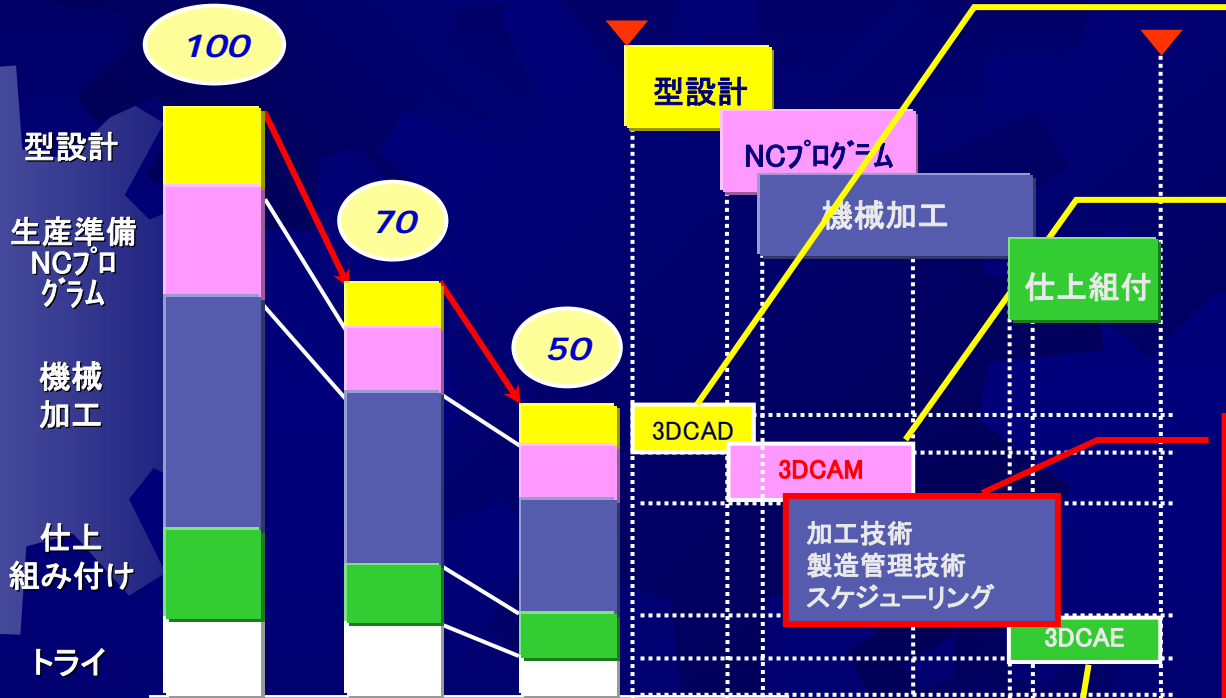 100
70
50
型設計
生産準備
NCプロ
グラム
機械
加工
仕上
組み付け
トライ
型設計
NCプログラム
機械加工
仕上組付
3DCAD
3DCAM
加工技術
製造管理技術
スケジューリング
3DCAE